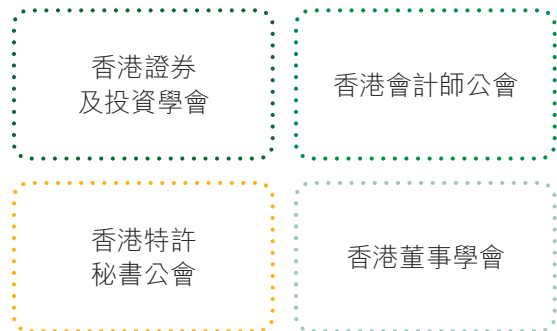 香港證券
及投資學會
香港會計師公會
香港特許
秘書公會
香港董事學會